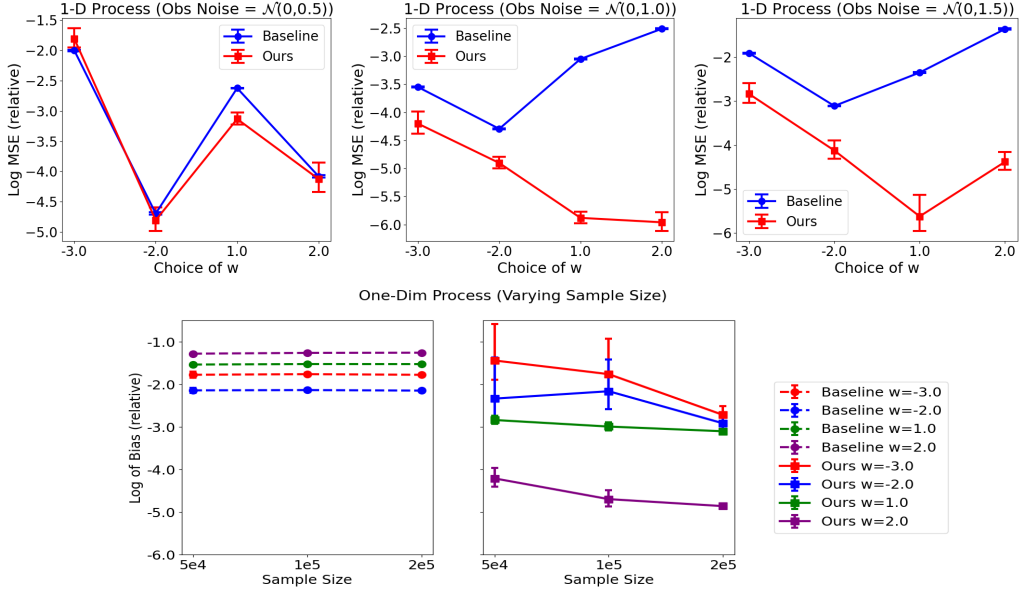 1-D Process (Obs Noise = 𝒩(0,0.5))
Log MSE (relative)
−1.5
−2.0
−2.5
−3.0
−3.5
−4.0
−4.5
−5.0
Baseline
Ours
-3.0 -2.0 1.0 2.0
Choice of w
1-D Process (Obs Noise = 𝒩(0,1.0))
Log MSE (relative)
−2.5
−3.0
−3.5
−4.0
−4.5
−5.0
−5.5
−6.0
Baseline
Ours
-3.0 -2.0 1.0 2.0
Choice of w
1-D Process (Obs Noise = 𝒩(0,1.5))
Log MSE (relative)
−2
−3
−4
−5
−6
Baseline
Ours
-3.0 -2.0 1.0 2.0
Choice of w
One-Dim Process (Varying Sample Size)
Log of Bias (relative)
-1.0
-2.0
-3.0
-4.0
-5.0
-6.0
5e4 1e5 2e5
Sample Size
5e4 1e5 2e5
Sample Size
Baseline w=-3.0
Baseline w=-2.0
Baseline w=1.0
Baseline w=2.0
Ours w=-3.0
Ours w=-2.0
Ours w=1.0
Ours w=2.0